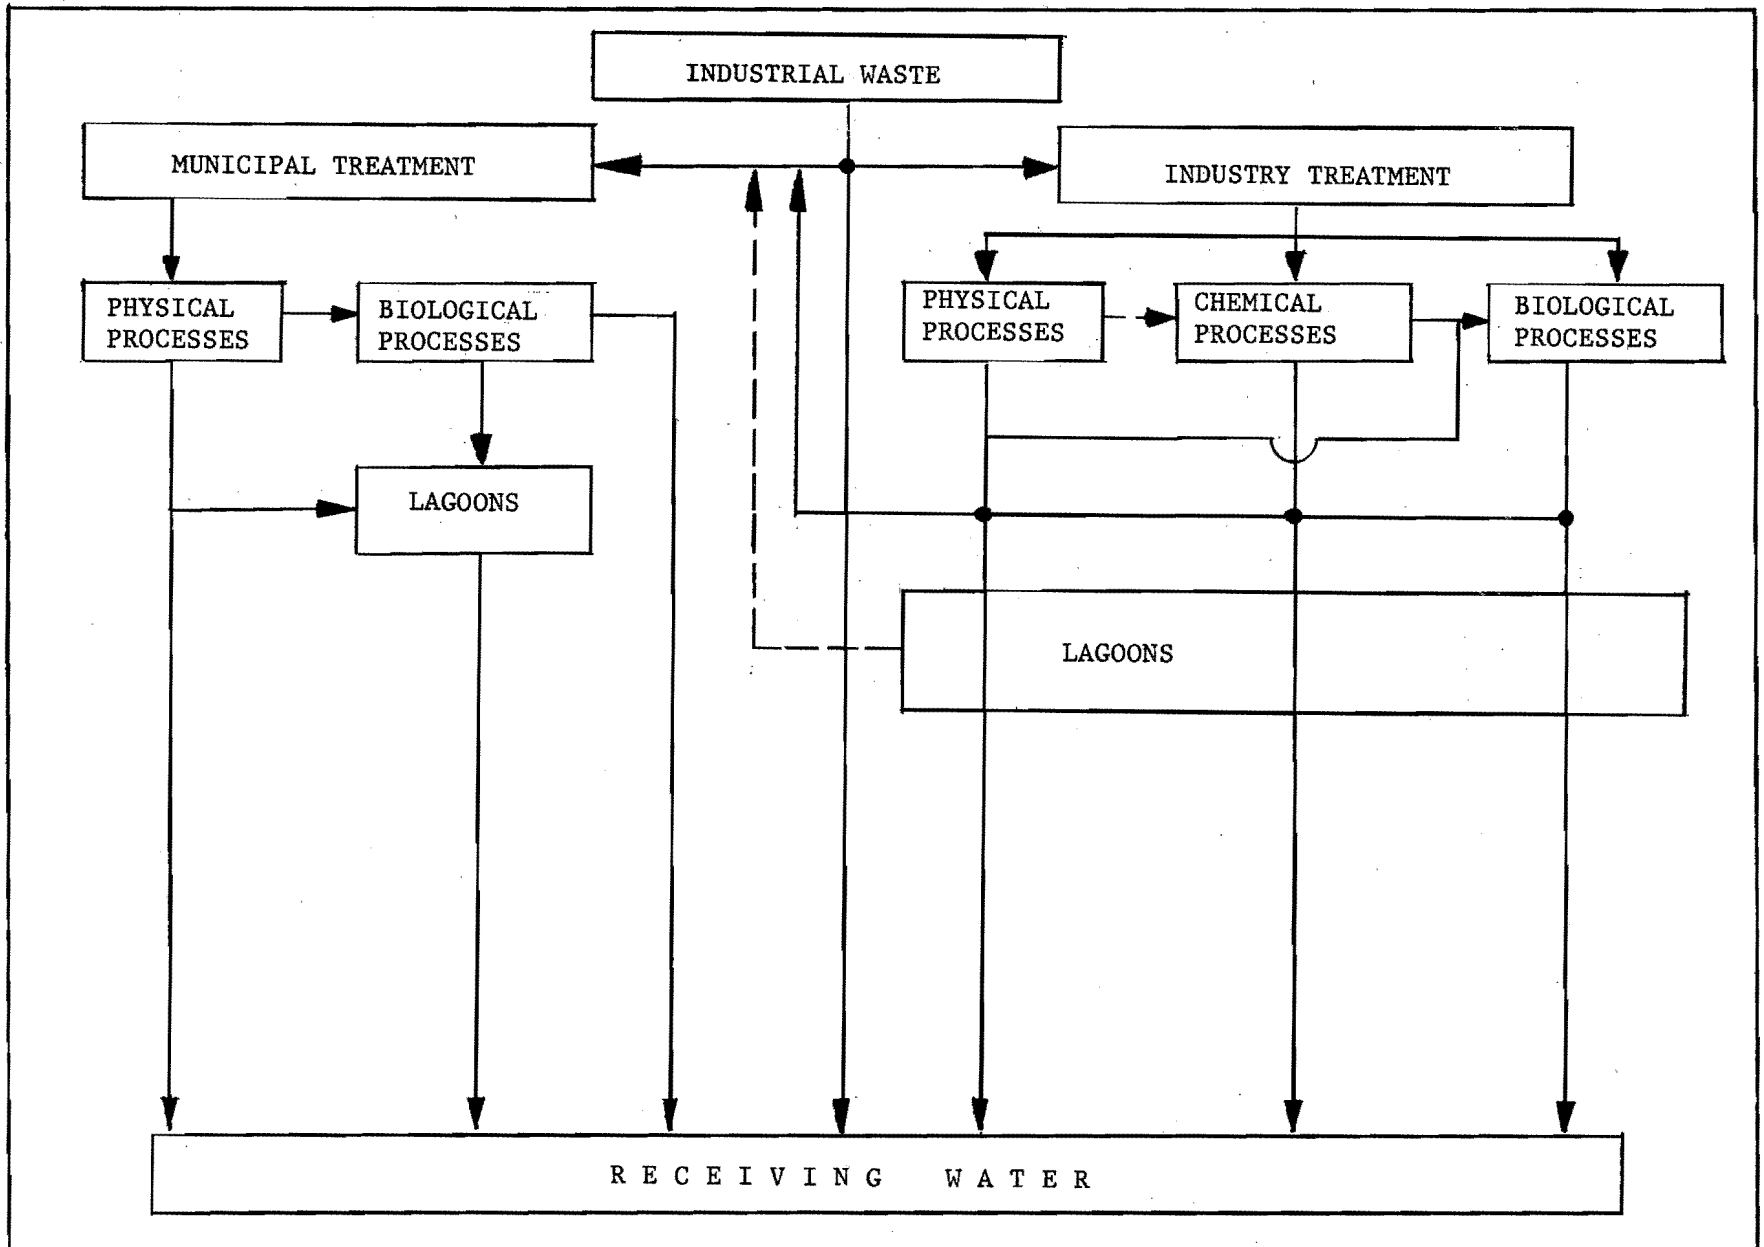 INDUSTRIAL WASTE
MUNICIPAL TREATMENT
INDUSTRY TREATMENT
PHYSICAL
PROCESSES
BIOLOGICAL
PROCESSES
PHYSICAL
PROCESSES
CHEMICAL
PROCESSES
BIOLOGICAL
PROCESSES
LAGOONS
LAGOONS
RECEIVING WATER